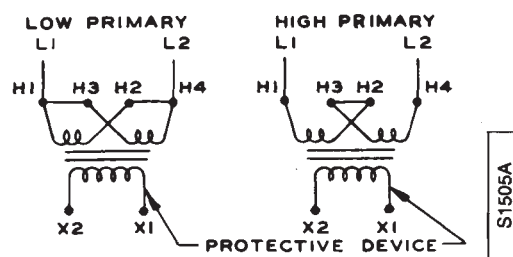 LOW PRIMARY HIGH PRIMARY
L1 L2 L1 L2
H1 H3 H2 H4 H1 H3 H2 H4
X2 X1 X2 X1
PROTECTIVE DEVICE
S1505A